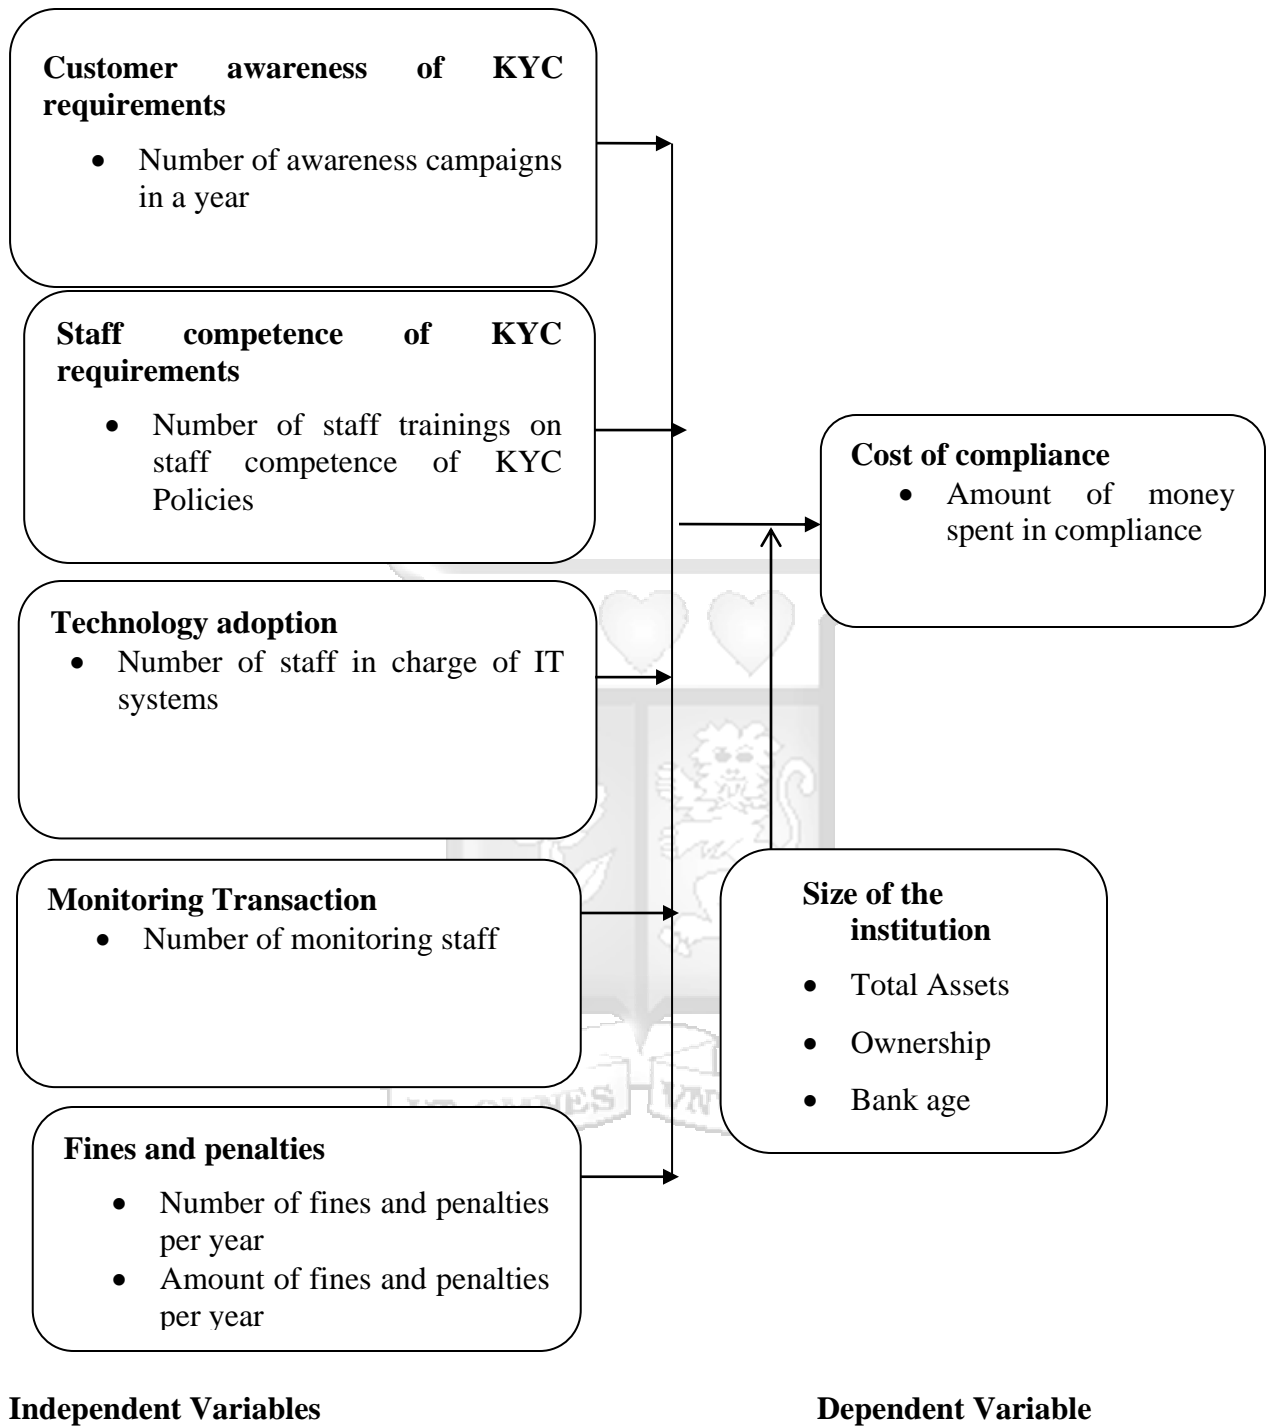 Customer awareness of KYC
requirements
• Number of awareness campaigns
in a year
Staff competence of KYC
requirements
• Number of staff trainings on
staff competence of KYC
Policies
Cost of compliance
• Amount of money
spent in compliance
Technology adoption
• Number of staff in charge of IT
systems
Monitoring Transaction
• Number of monitoring staff
Size of the
institution
• Total Assets
• Ownership
• Bank age
Fines and penalties
• Number of fines and penalties
per year
• Amount of fines and penalties
per year
Independent Variables
Dependent Variable